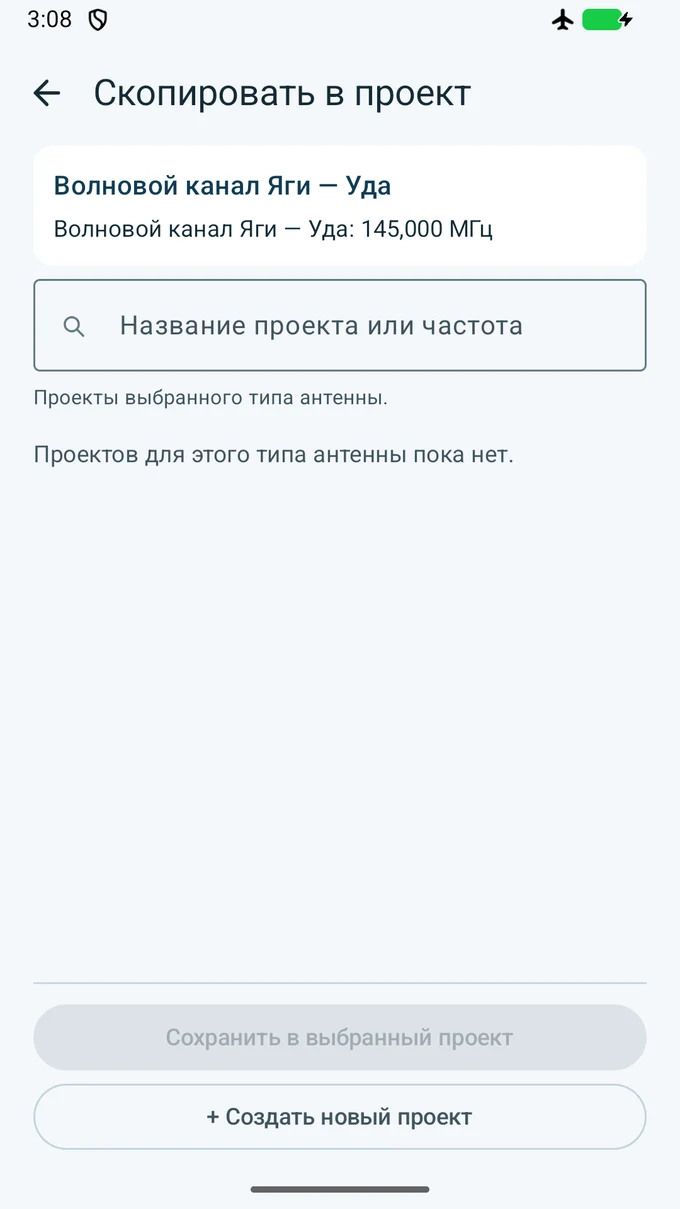 3:08
Скопировать в проект
Волновой канал Яги — Уда
Волновой канал Яги — Уда: 145,000 МГц
Название проекта или частота
Проекты выбранного типа антенны.
Проектов для этого типа антенны пока нет.
Сохранить в выбранный проект
+ Создать новый проект